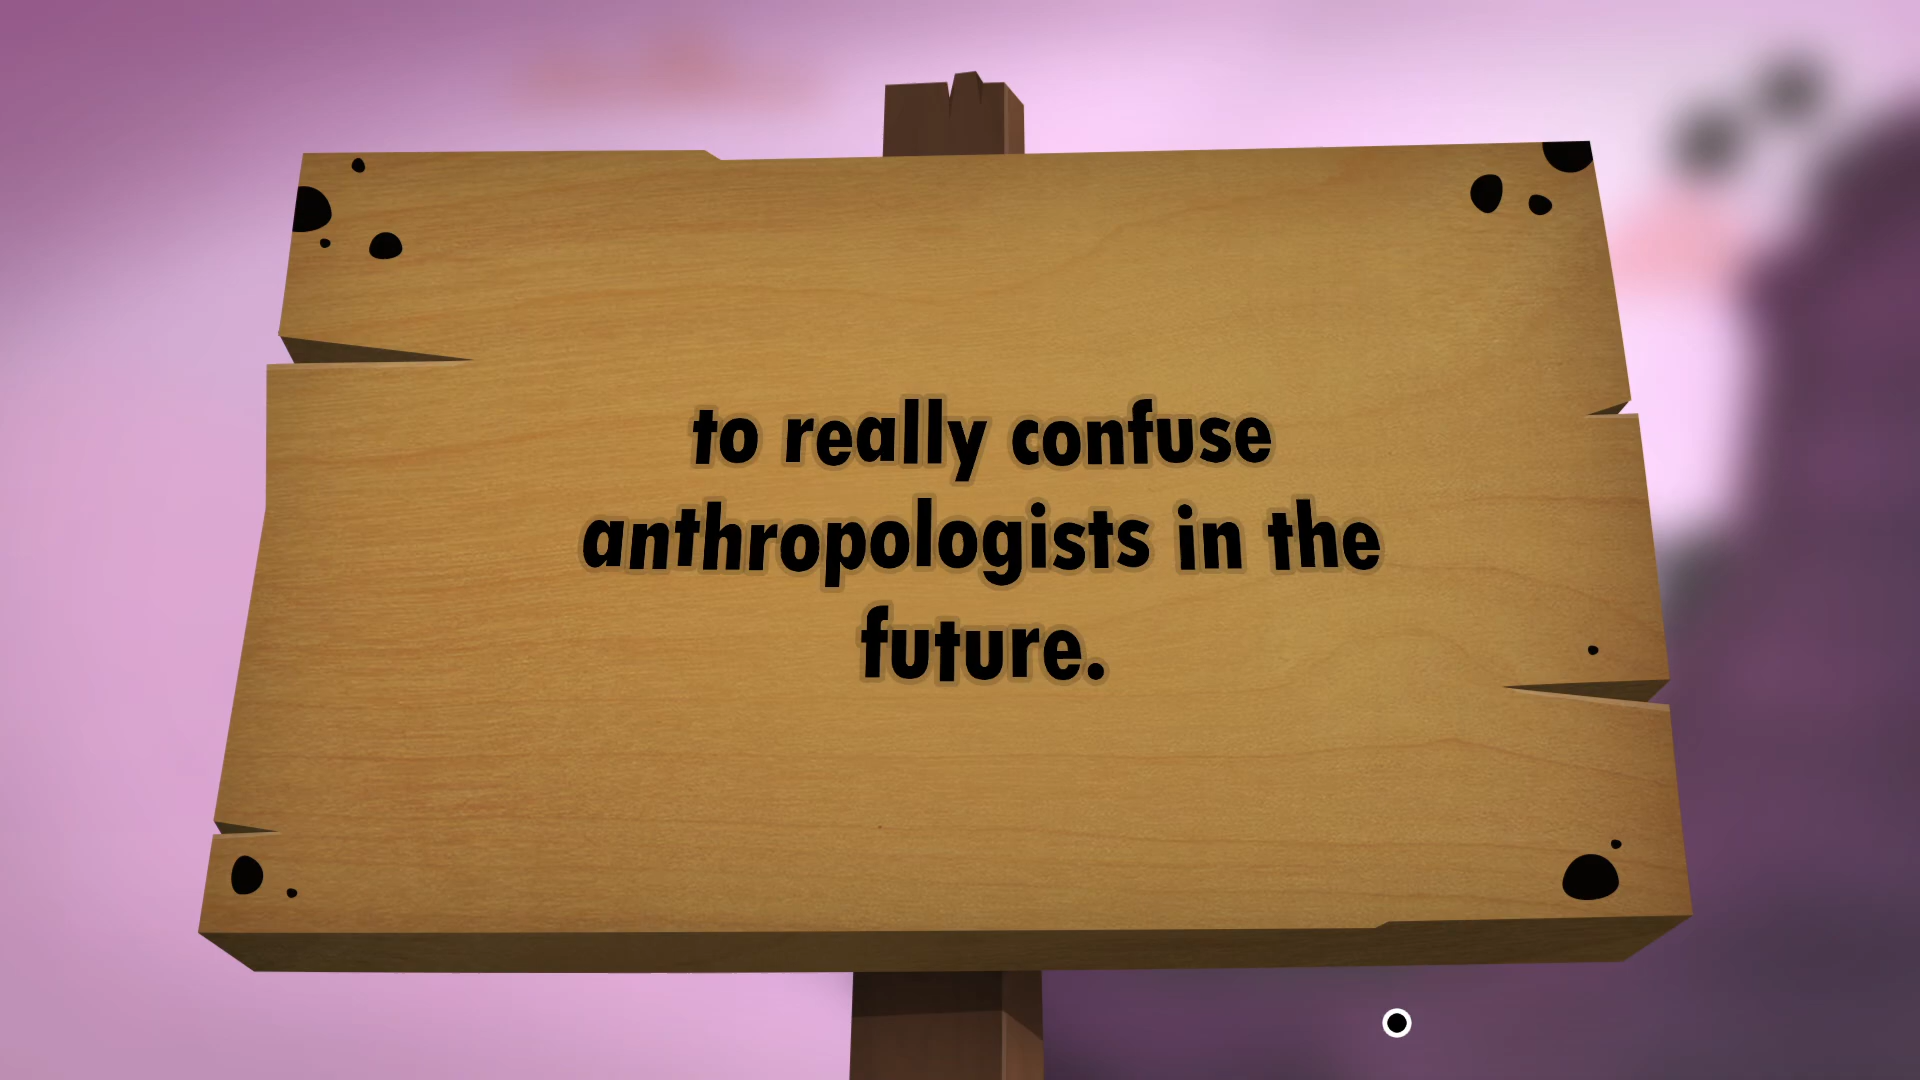 to really confuse
anthropologists in the
future.